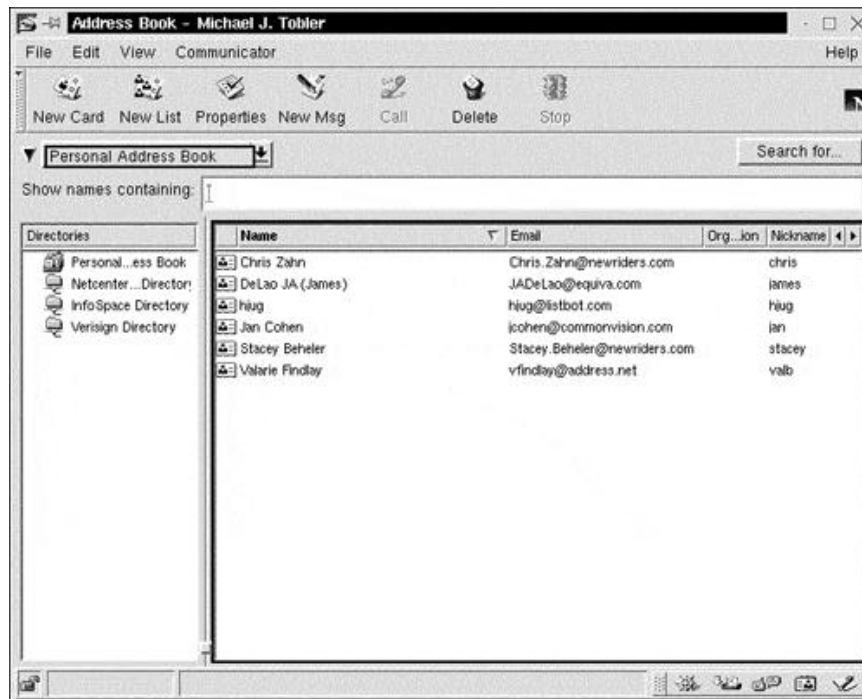 Address Book - Michael J. Tobler
File Edit View Communicator Help
New Card New List Properties New Msg Call Delete Stop
Personal Address Book Search for...
Show names containing:
Directories Name Email Org...ion Nickname
Personal...ess Book Chris Zahn Chris.Zahn@newriders.com chris
Netcenter...Director DeLao JA (James) JADeLao@equiva.com james
InfoSpace Directory hiug hiug@listbot.com hiug
Verisign Directory Jan Cohen jcohen@commonvision.com jan
Stacey Beheler Stacey.Beheler@newriders.com stacey
Valarie Findlay vfindlay@address.net valb